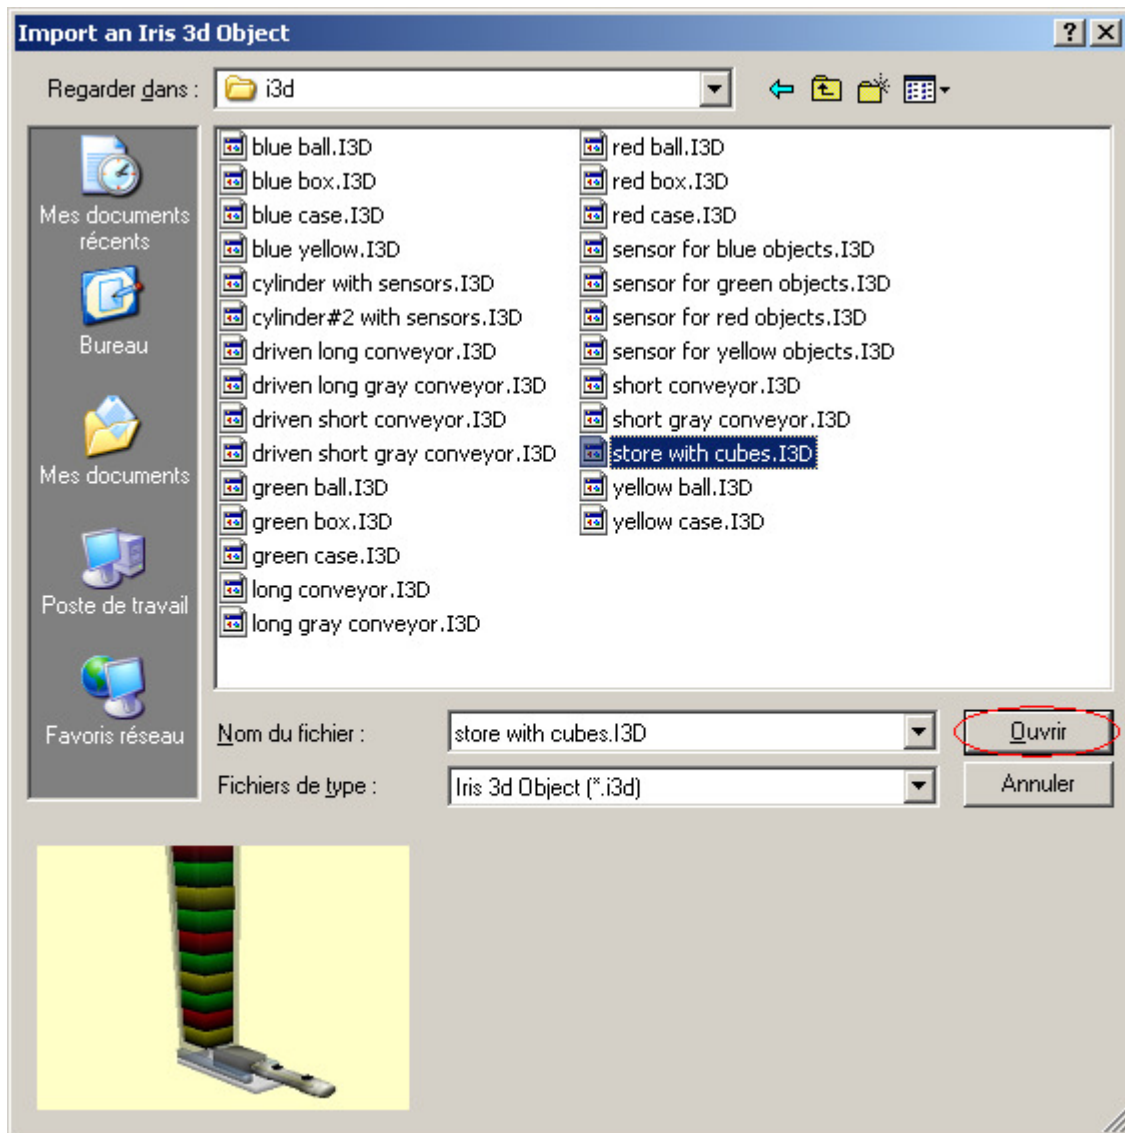 Import an Iris 3d Object
Regarder dans :
i3d
Mes documents
récents
Bureau
Mes documents
Poste de travail
Favoris réseau
blue ball.I3D
blue box.I3D
blue case.I3D
blue yellow.I3D
cylinder with sensors.I3D
cylinder#2 with sensors.I3D
driven long conveyor.I3D
driven long gray conveyor.I3D
driven short conveyor.I3D
driven short gray conveyor.I3D
green ball.I3D
green box.I3D
green case.I3D
long conveyor.I3D
long gray conveyor.I3D
red ball.I3D
red box.I3D
red case.I3D
sensor for blue objects.I3D
sensor for green objects.I3D
sensor for red objects.I3D
sensor for yellow objects.I3D
short conveyor.I3D
short gray conveyor.I3D
store with cubes.I3D
yellow ball.I3D
yellow case.I3D
Nom du fichier :
store with cubes.I3D
Ouvrir
Fichiers de type :
Iris 3d Object (*.i3d)
Annuler